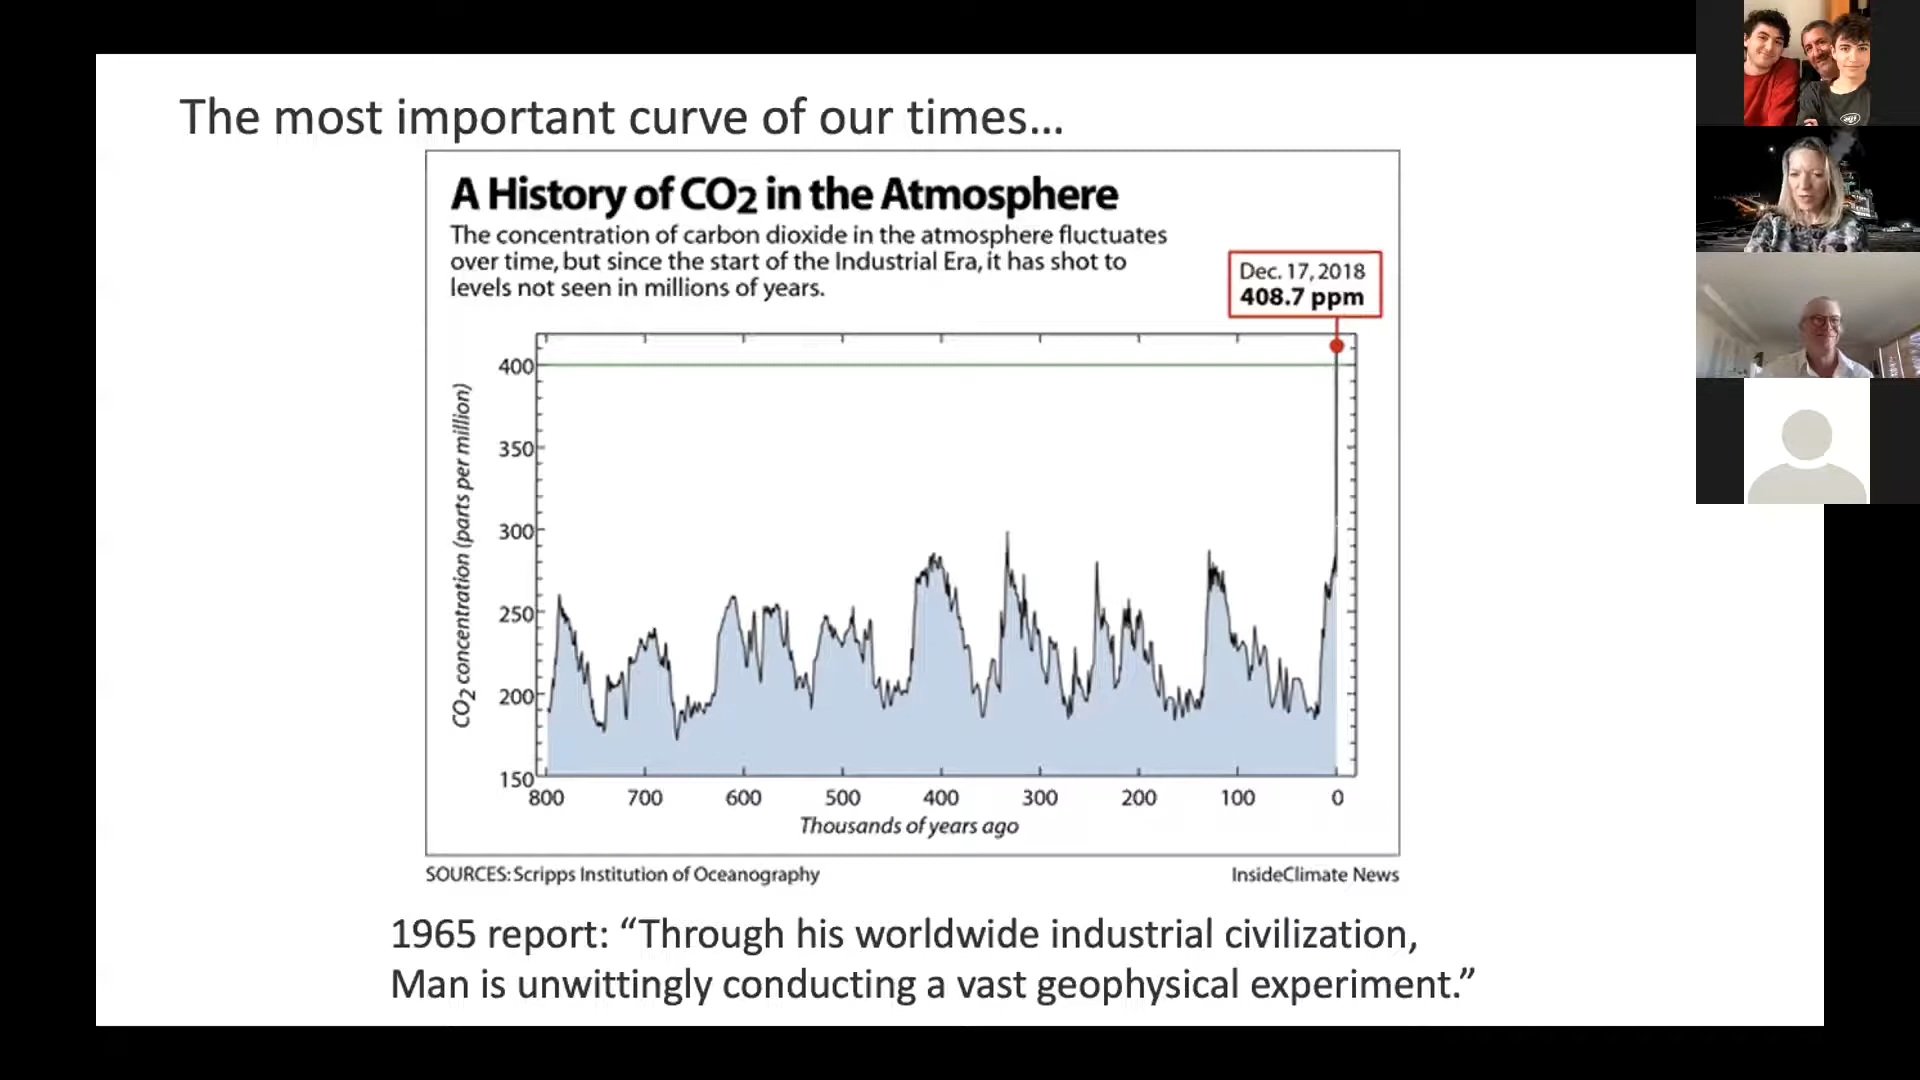 The most important curve of our times...
A History of CO2 in the Atmosphere
The concentration of carbon dioxide in the atmosphere fluctuates
over time, but since the start of the Industrial Era, it has shot to
levels not seen in millions of years.
Dec. 17, 2018
408.7 ppm
CO2 concentration (parts per million)
400
350
300
250
200
150
800 700 600 500 400 300 200 100 0
Thousands of years ago
SOURCES: Scripps Institution of Oceanography
InsideClimate News
1965 report: “Through his worldwide industrial civilization,
Man is unwittingly conducting a vast geophysical experiment.”